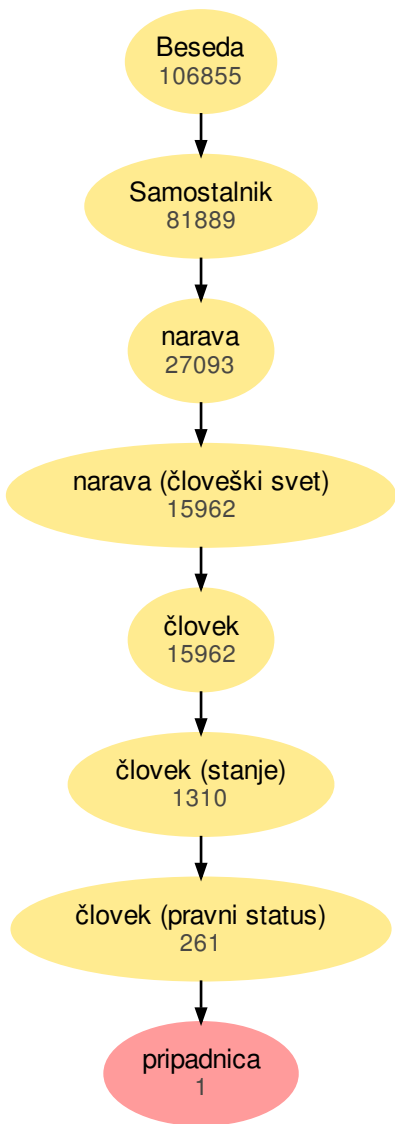 Beseda
106855
Samostalnik
81889
narava
27093
narava (človeški svet)
15962
človek
15962
človek (stanje)
1310
človek (pravni status)
261
pripadnica
1